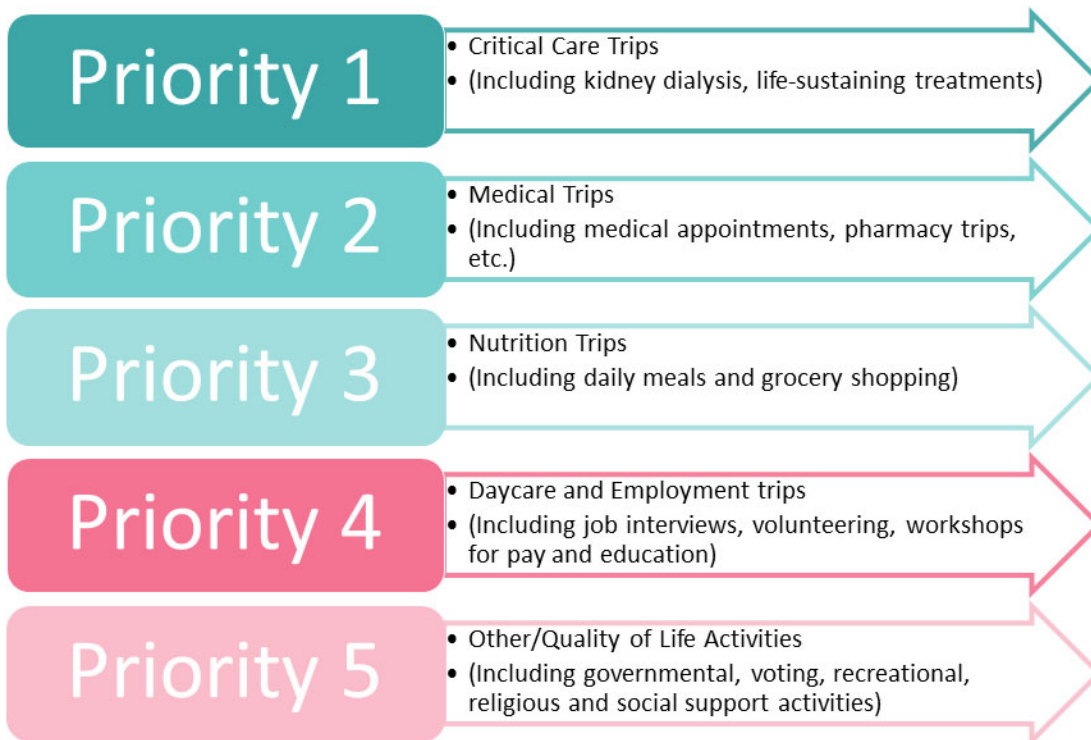 Priority 1
• Critical Care Trips
• (Including kidney dialysis, life-sustaining treatments)
Priority 2
• Medical Trips
• (Including medical appointments, pharmacy trips,
etc.)
Priority 3
• Nutrition Trips
• (Including daily meals and grocery shopping)
Priority 4
• Daycare and Employment trips
• (Including job interviews, volunteering, workshops
for pay and education)
Priority 5
• Other/Quality of Life Activities
• (Including governmental, voting, recreational,
religious and social support activities)